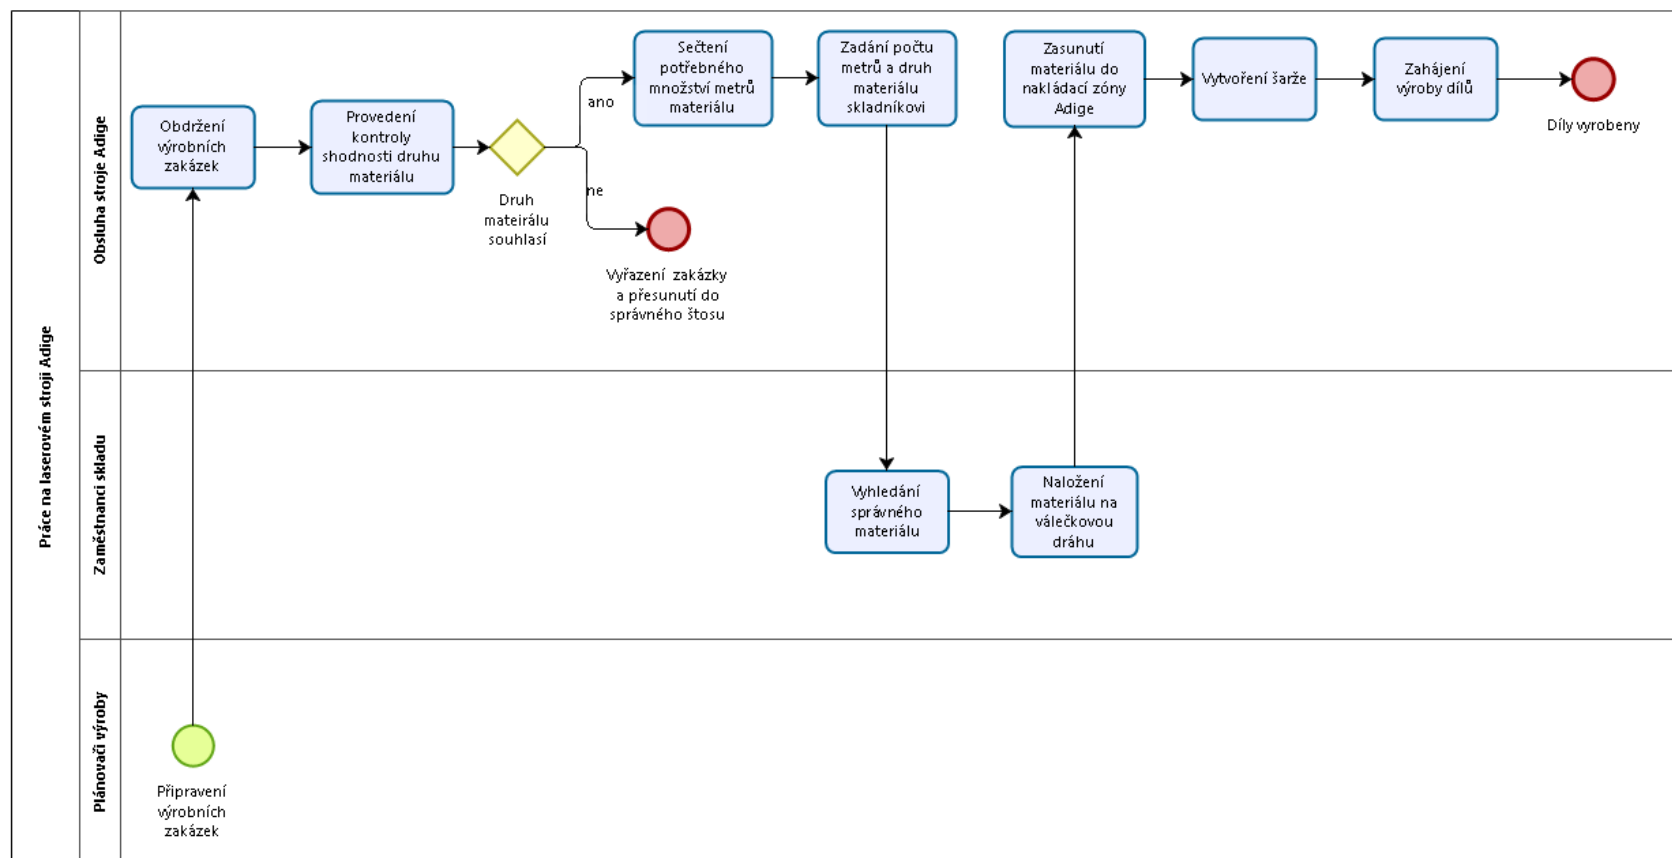 Práce na laserovém stroji Adige
Obsluha stroje Adige
Obdržení
výrobních
zakázek
Provedení
kontroly
shodnosti druhu
materiálu
Druh
mateirálu
souhlasí
ano
ne
Vyřazení zakázky
a přesunutí do
správného štosu
Sečtení
potřebného
množství metrů
materiálu
Zadání počtu
metrů a druh
materiálu
skladníkovi
Zasunutí
materiálu do
nakládací zóny
Adige
Vytvoření šarže
Zahájení
výroby dílů
Díly vyrobeny
Zaměstnanci skladu
Vyhledání
správného
materiálu
Naložení
materiálu na
válečkovou
dráhu
Plánovači výroby
Připravení
výrobních
zakázek